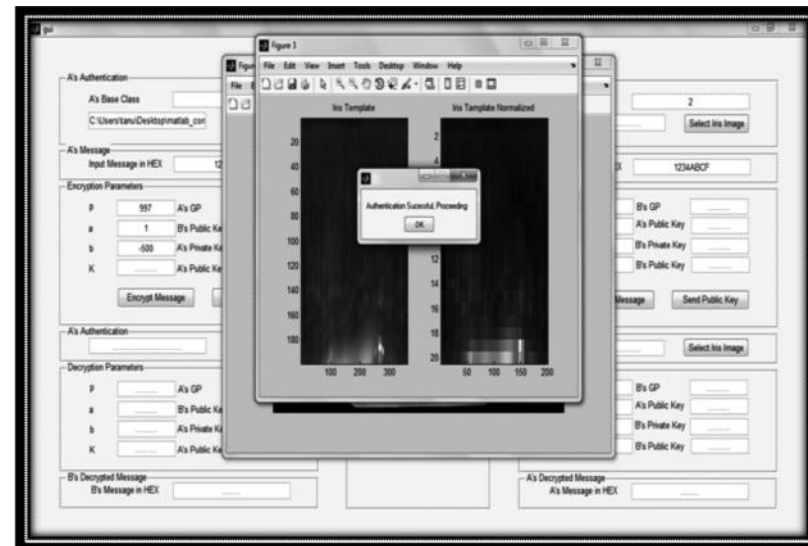 gui
Figure 3
File Edit View Insert Tools Desktop Window Help
Iris Template
Iris Tamplate Normalized
20
40
60
80
100
120
140
160
180
100 200 300
2
4
12
14
16
18
20
50 100 150 200
Authentication Sucessful, Proceeding
OK
A's Authentication
A's Base Class
C:\Users\tanu\Desktop\matlab_con
A's Message
Input Message in HEX 12
Encryption Parameters
P 997 A's GP
a 1 B's Public Ke
b -500 A's Private Ke
K .......... A's Public Ke
Encrypt Message
A's Authentication
Decryption Parameters
P .......... A's GP
a .......... B's Public Ke
b .......... A's Private Ke
K .......... A's Public Ke
B's Decrypted Message
B's Message in HEX ..........
2
Select Iris Image
X 1234ABCF
B's GP ..........
A's Public Key ..........
B's Private Key ..........
B's Public Key ..........
Message Send Public Key
Select Iris Image
B's GP ..........
A's Public Key ..........
B's Private Key ..........
B's Public Key ..........
A's Decrypted Message
A's Message in HEX ..........